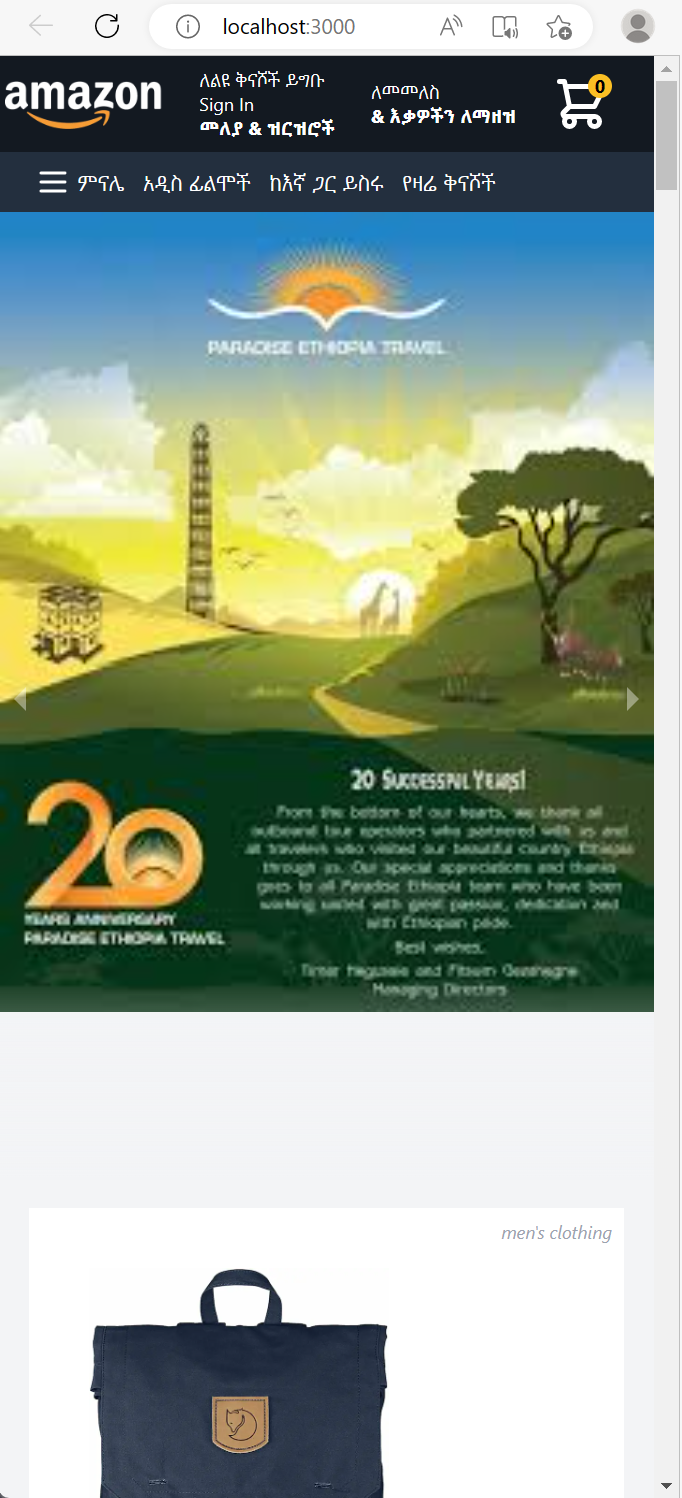 localhost:3000
amazon
ለልዩ ቅናሾች ይግቡ
Sign In
መለያ & ዝርዝሮች
ለመመለስ
& እቃዎችን ለማዘዝ
0
ምናሌ አዲስ ፊልሞች ከእኛ ጋር ይስሩ የዛሬ ቅናሾች
PARADISE ETHIOPIA TRAVEL
20 Successful Years!
From the bottom of our hearts, we thank all
outbound tour operators who partnered with us and
all travelers who visited our beautiful country Ethiopia
through us. Our special appreciations and thanks
goes to all Paradise Ethiopia team who have been
working united with great passion, dedication and
with Ethiopian pride.
Best wishes,
and
Managing Directors
20
YEARS ANNIVERSARY
PARADISE ETHIOPIA TRAVEL
men's clothing